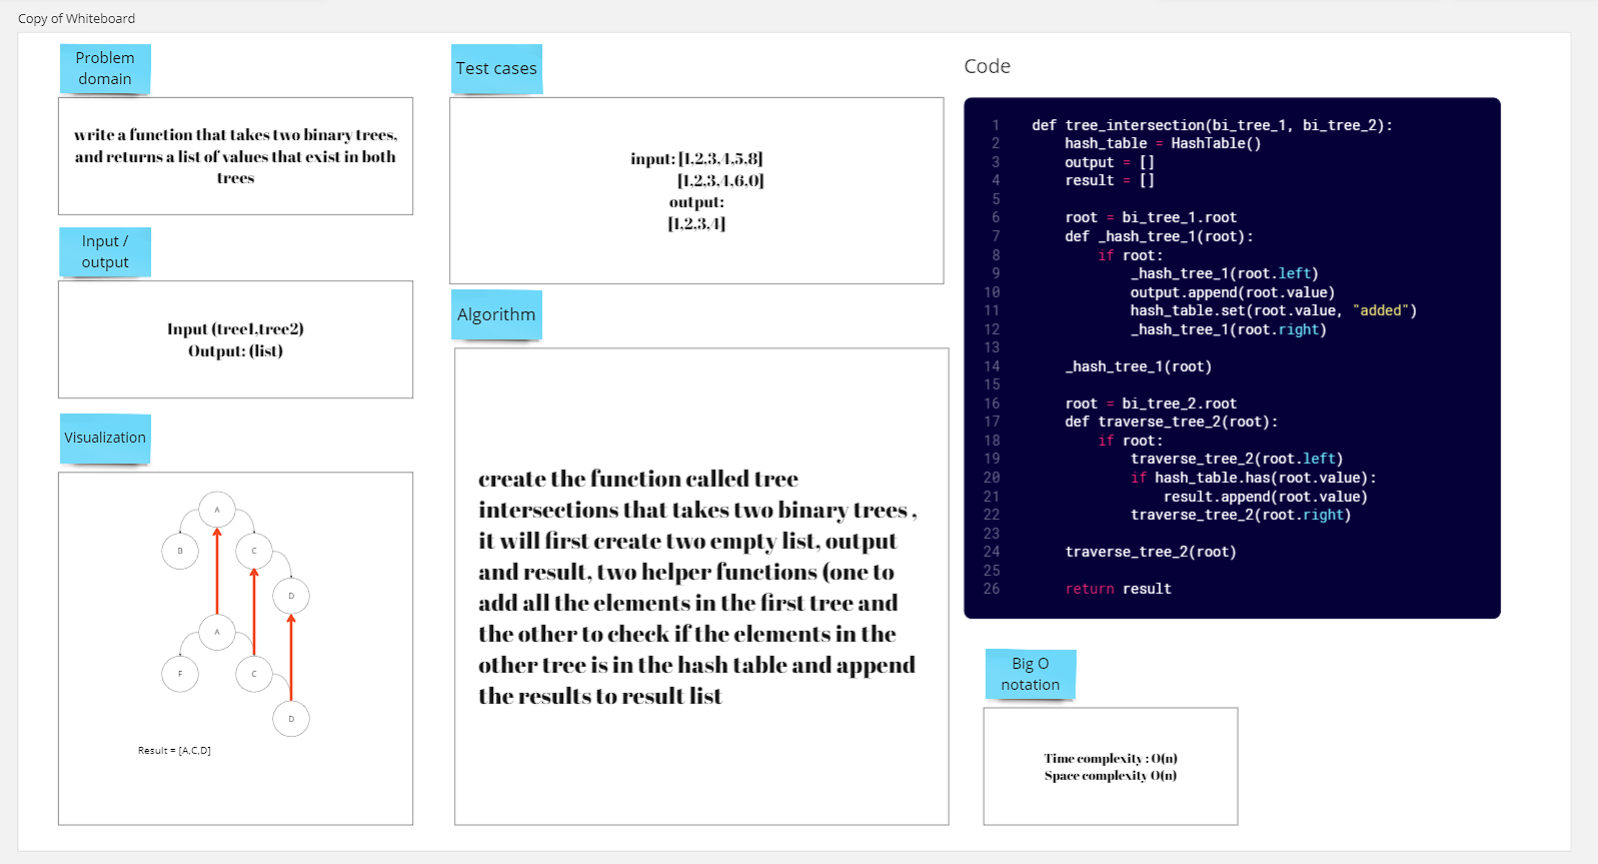 Copy of Whiteboard
Problem
domain
write a function that takes two binary trees,
and returns a list of values that exist in both
trees
Input /
output
Input (tree1,tree2)
Output: (list)
Visualization
A
B
C
D
A
F
C
D
Result = [A,C,D]
Test cases
input: [1,2,3,4,5,8]
[1,2,3,4,6,0]
output:
[1,2,3,4]
Algorithm
create the function called tree
intersections that takes two binary trees ,
it will first create two empty list, output
and result, two helper functions (one to
add all the elements in the first tree and
the other to check if the elements in the
other tree is in the hash table and append
the results to result list
Code
1 def tree_intersection(bi_tree_1, bi_tree_2):
2 hash_table = HashTable()
3 output = []
4 result = []
5
6 root = bi_tree_1.root
7 def _hash_tree_1(root):
8 if root:
9 _hash_tree_1(root.left)
10 output.append(root.value)
11 hash_table.set(root.value, "added")
12 _hash_tree_1(root.right)
13
14 _hash_tree_1(root)
15
16 root = bi_tree_2.root
17 def traverse_tree_2(root):
18 if root:
19 traverse_tree_2(root.left)
20 if hash_table.has(root.value):
21 result.append(root.value)
22 traverse_tree_2(root.right)
23
24 traverse_tree_2(root)
25
26 return result
Big O
notation
Time complexity : O(n)
Space complexity O(n)